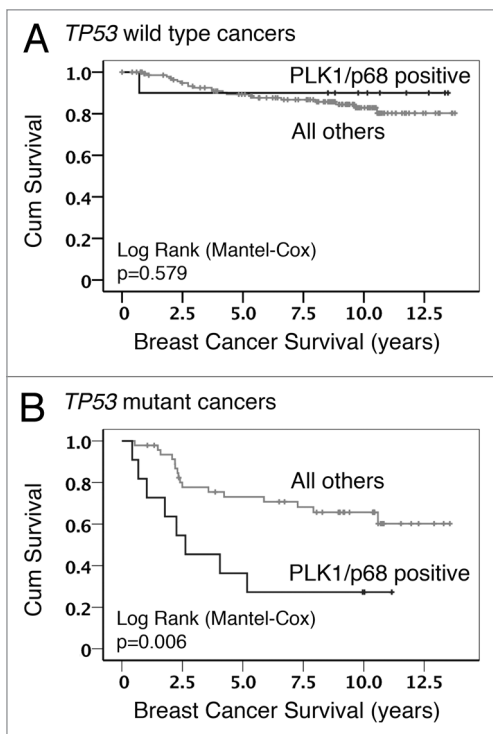 A TP53 wild type cancers
1.0
0.8
0.6
0.4
0.2
0
Cum Survival
PLK1/p68 positive
All others
Log Rank (Mantel-Cox)
p=0.579
0 2.5 5.0 7.5 10.0 12.5
Breast Cancer Survival (years)
B TP53 mutant cancers
1.0
0.8
0.6
0.4
0.2
0
Cum Survival
All others
PLK1/p68 positive
Log Rank (Mantel-Cox)
p=0.006
0 2.5 5.0 7.5 10.0 12.5
Breast Cancer Survival (years)